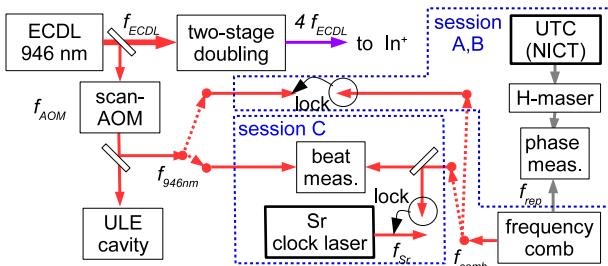 ECDL
946 nm
f_ECDL
two-stage
doubling
4 f_ECDL
to In⁺
session
A,B
UTC
(NICT)
f_AOM
scan-
AOM
lock
H-maser
session C
phase
meas.
f_946nm
beat
meas.
lock
f_rep
ULE
cavity
Sr
clock laser
f_Sr
f_comb
frequency
comb